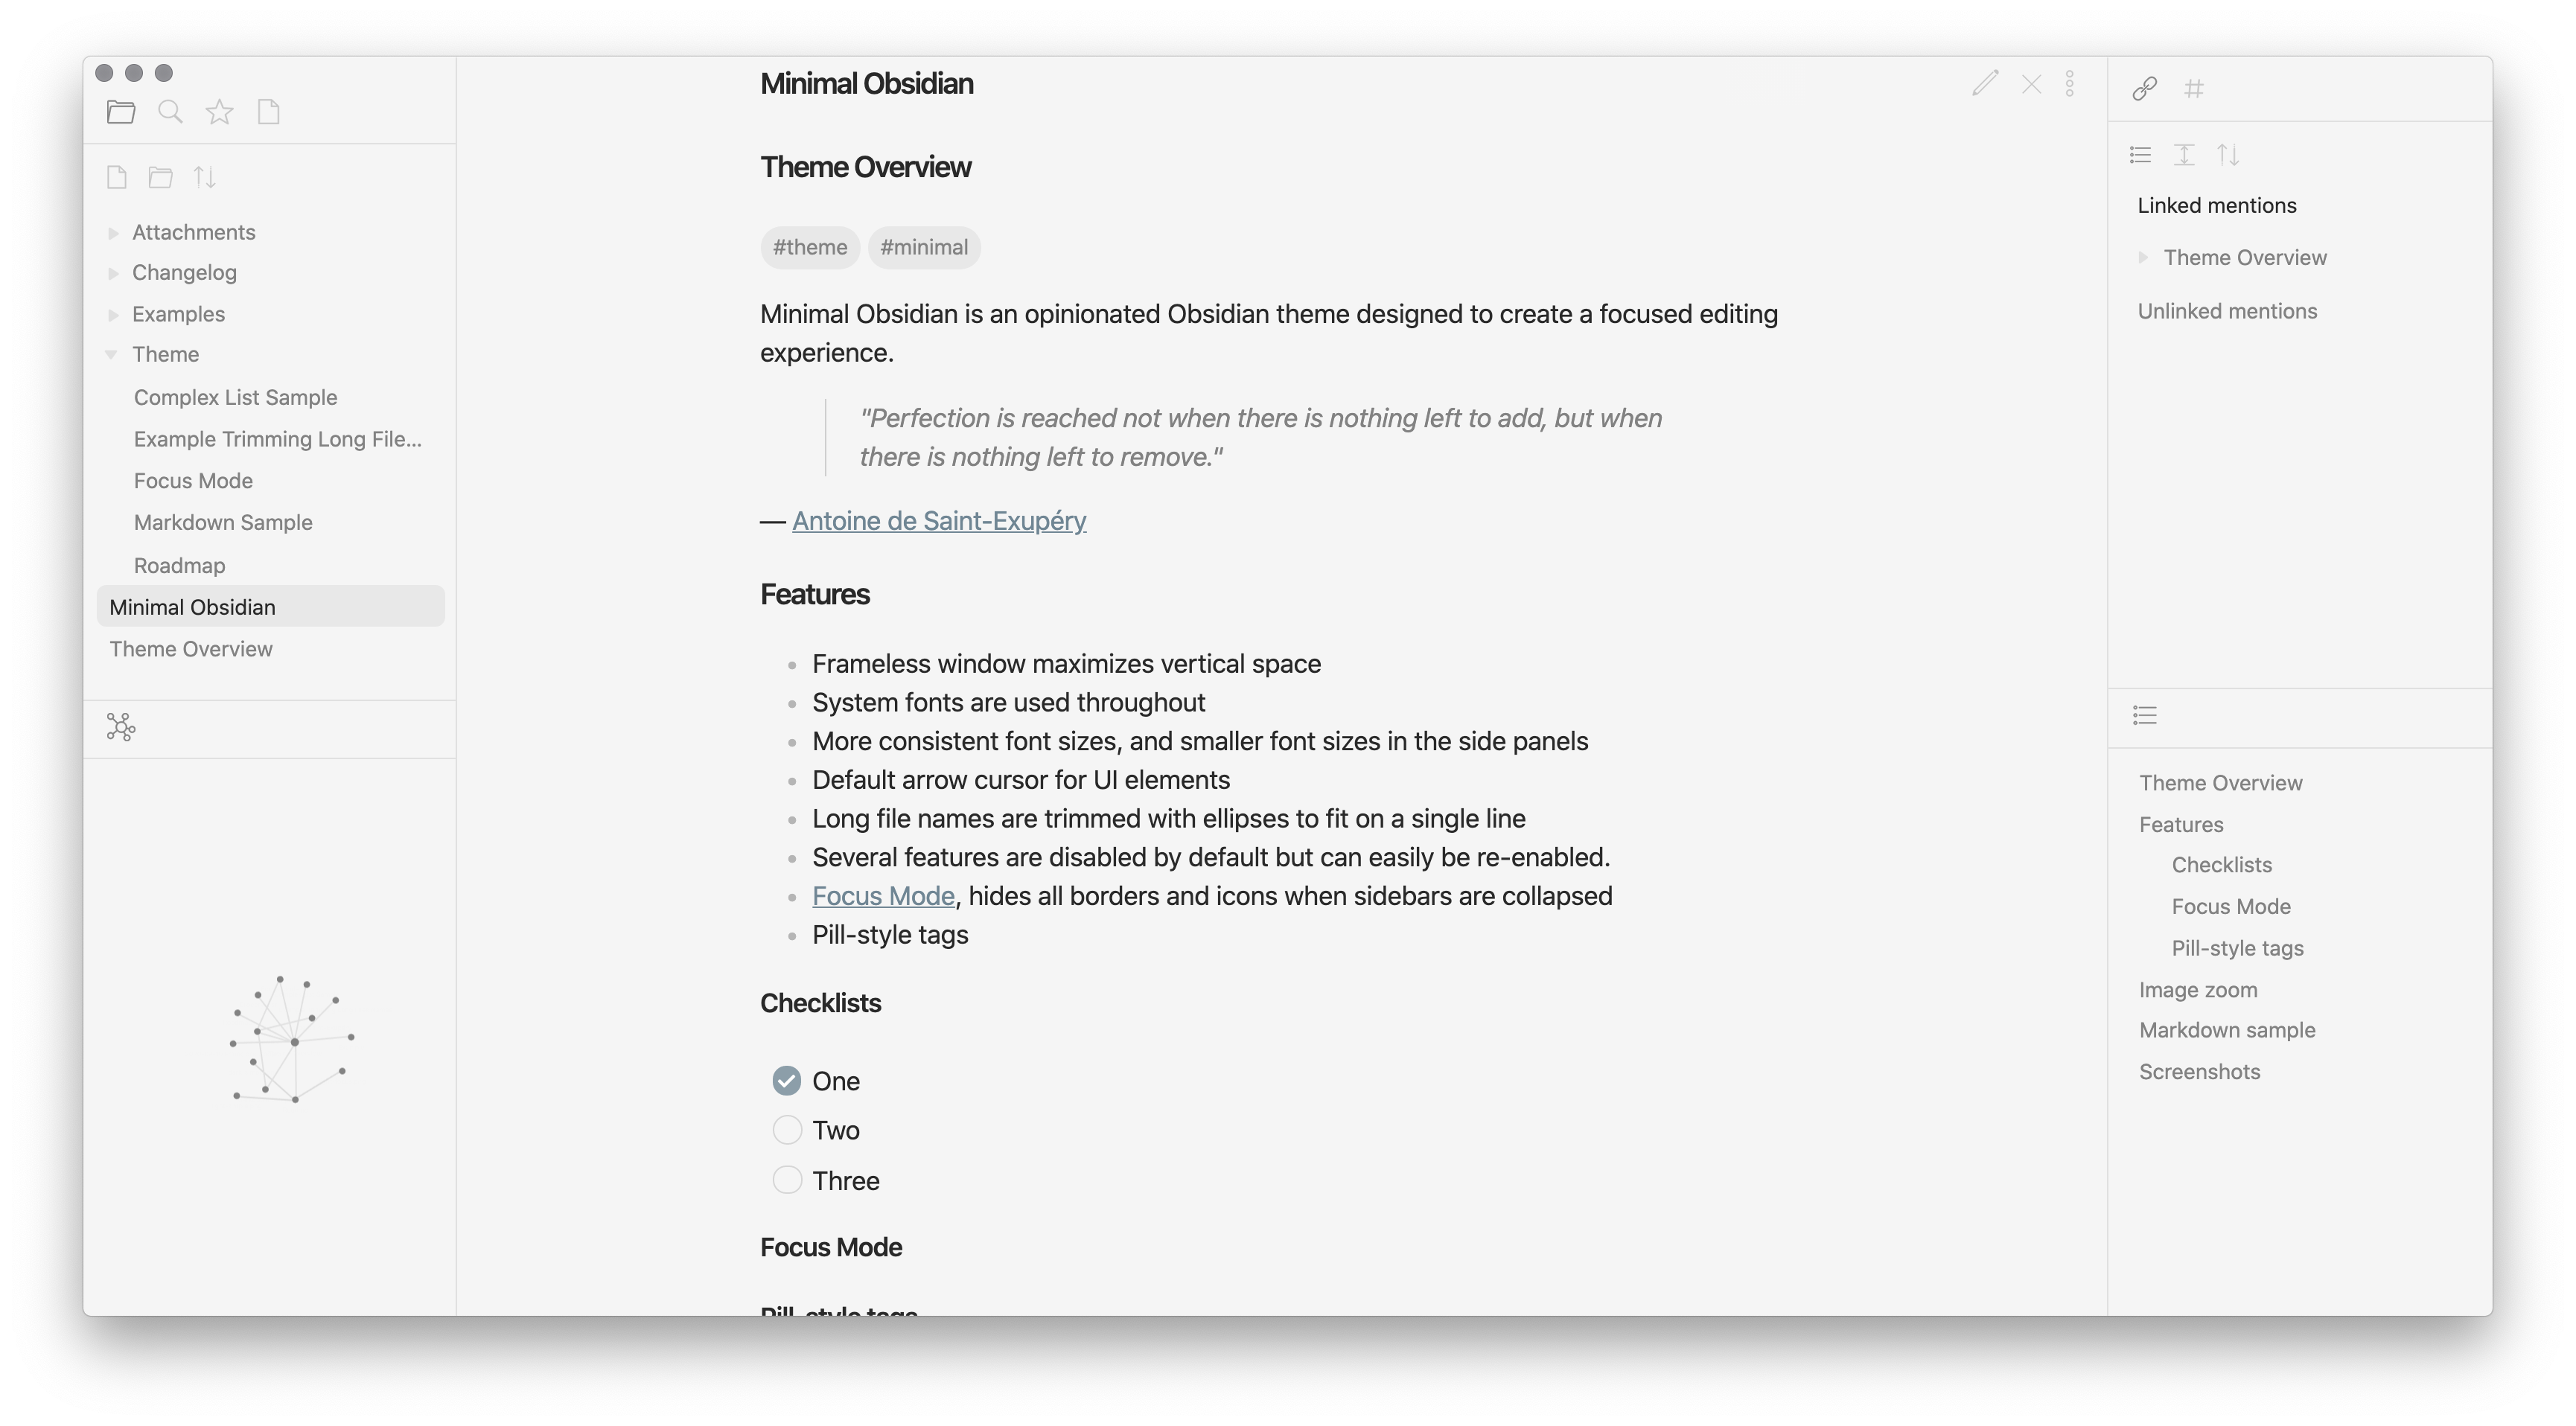 Attachments
Changelog
Examples
Theme
Complex List Sample
Example Trimming Long File...
Focus Mode
Markdown Sample
Roadmap
Minimal Obsidian
Theme Overview
Minimal Obsidian
Theme Overview
#theme #minimal
Minimal Obsidian is an opinionated Obsidian theme designed to create a focused editing
experience.
"Perfection is reached not when there is nothing left to add, but when
there is nothing left to remove."
— Antoine de Saint-Exupéry
Features
Frameless window maximizes vertical space
System fonts are used throughout
More consistent font sizes, and smaller font sizes in the side panels
Default arrow cursor for UI elements
Long file names are trimmed with ellipses to fit on a single line
Several features are disabled by default but can easily be re-enabled.
Focus Mode, hides all borders and icons when sidebars are collapsed
Pill-style tags
Checklists
One
Two
Three
Focus Mode
Pill-style tags
Linked mentions
Theme Overview
Unlinked mentions
Theme Overview
Features
Checklists
Focus Mode
Pill-style tags
Image zoom
Markdown sample
Screenshots